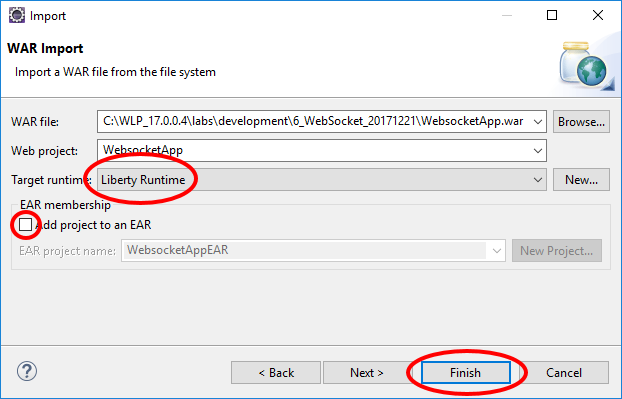 Import
WAR Import
Import a WAR file from the file system
WAR file: C:\WLP_17.0.0.4\labs\development\6_WebSocket_20171221\WebsocketApp.war Browse...
Web project: WebsocketApp
Target runtime: Liberty Runtime New...
EAR membership
Add project to an EAR
EAR project name: WebsocketAppEAR New Project...
? < Back Next > Finish Cancel